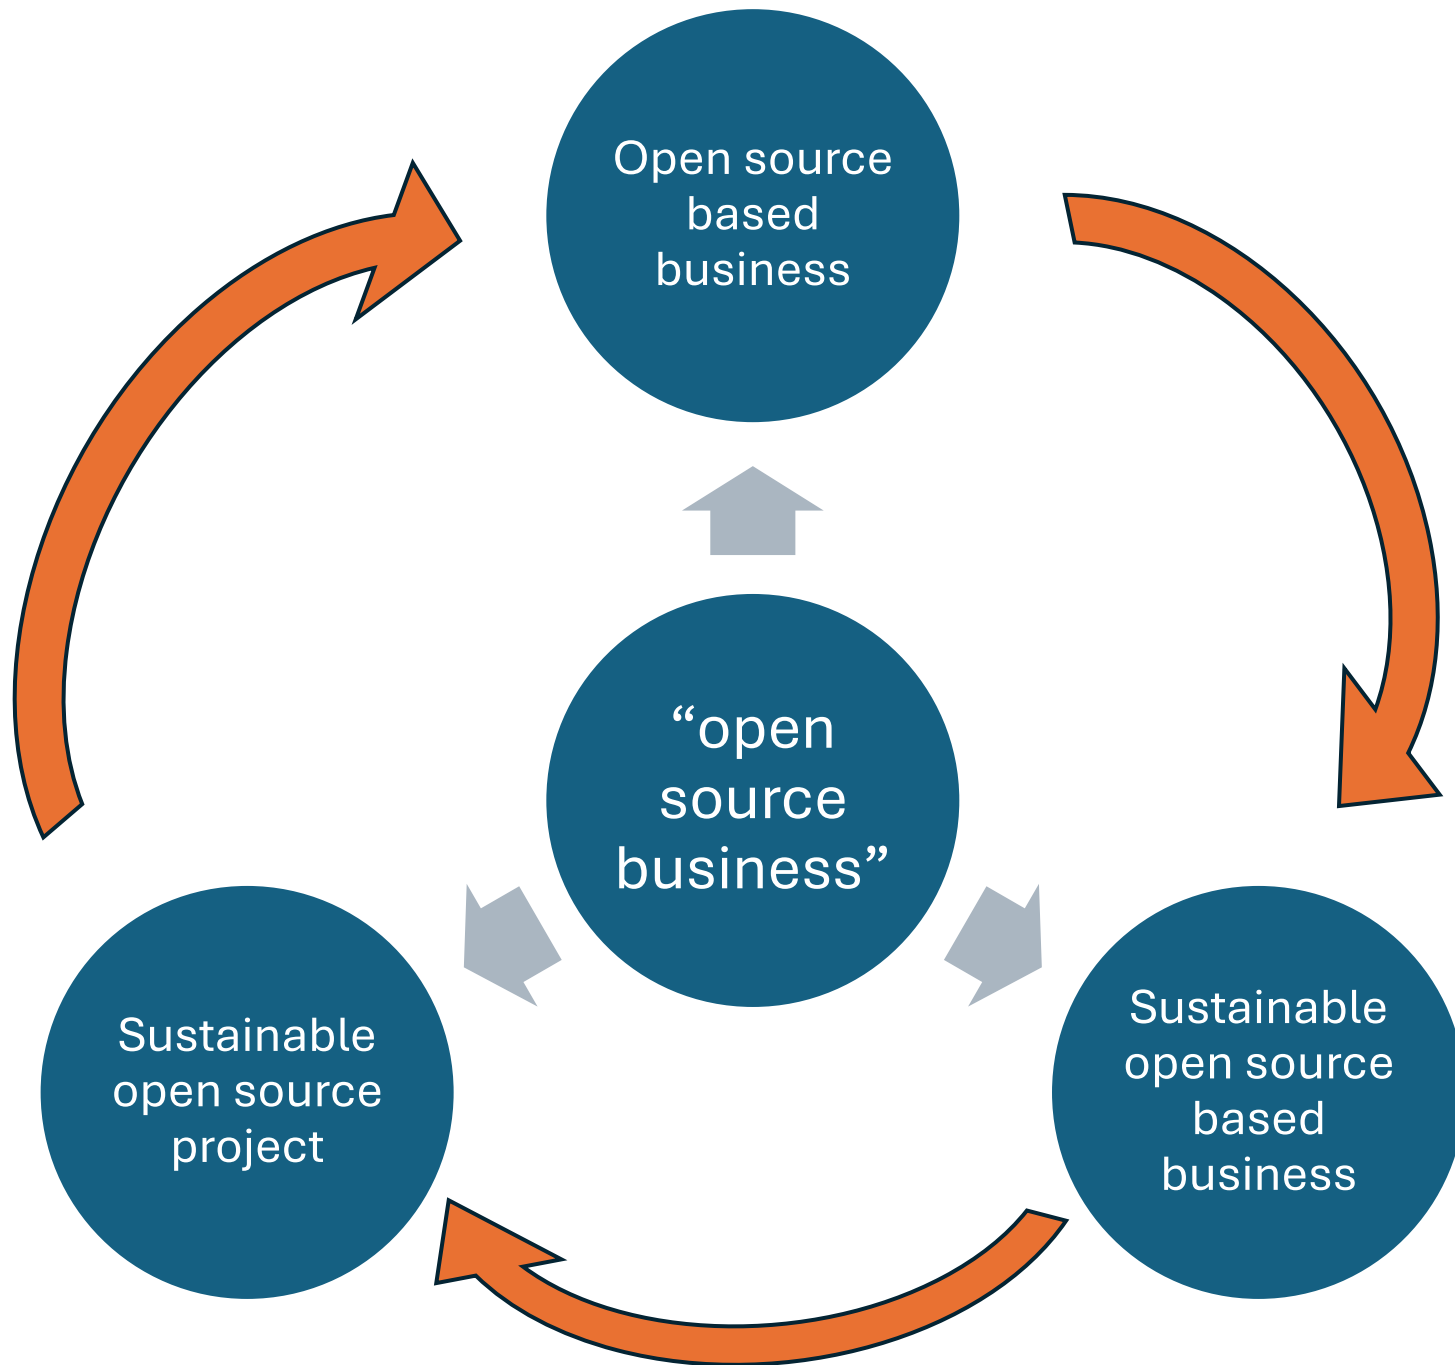 Open source
based
business
“open
source
business”
Sustainable
open source
project
Sustainable
open source
based
business